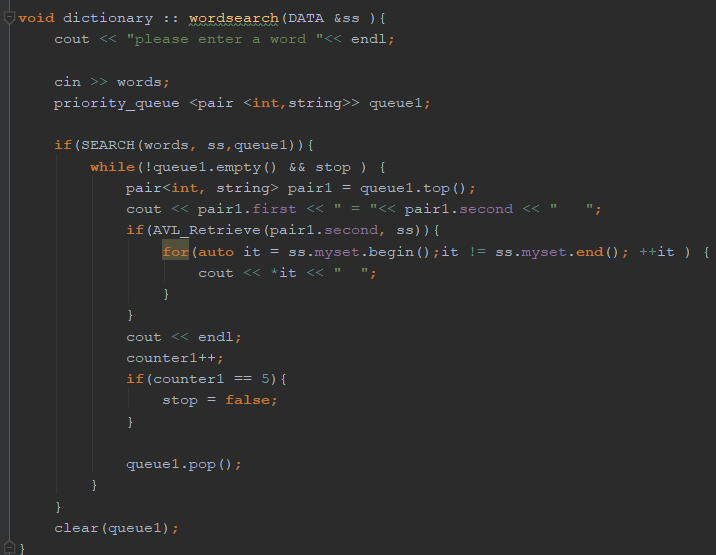 void dictionary :: wordsearch(DATA &ss ){
    cout << "please enter a word "<< endl;

    cin >> words;
    priority_queue <pair <int,string>> queue1;

    if(SEARCH(words, ss,queue1)){
        while(!queue1.empty() && stop ) {
            pair<int, string> pair1 = queue1.top();
            cout << pair1.first << " = "<< pair1.second << "   ";
            if(AVL_Retrieve(pair1.second, ss)){
                for(auto it = ss.myset.begin();it != ss.myset.end(); ++it ) {
                    cout << *it << "  ";
                }
            }
            cout << endl;
            counter1++;
            if(counter1 == 5){
                stop = false;
            }

            queue1.pop();
        }
    }
    clear(queue1);
}